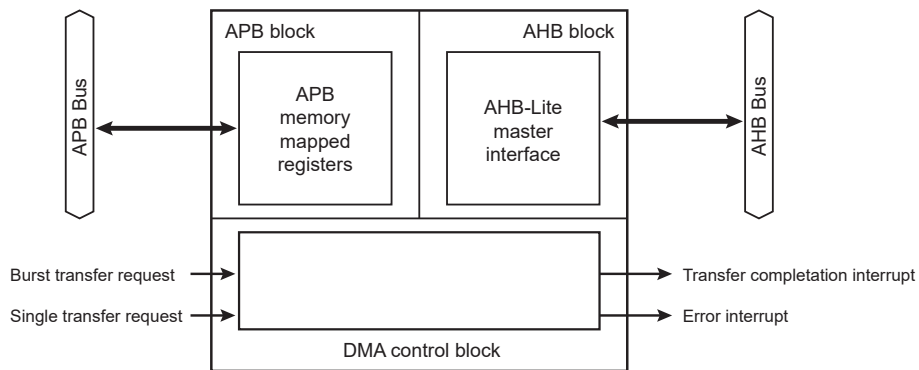 APB block
AHB block
APB Bus
APB
memory
mapped
registers
AHB-Lite
master
interface
AHB Bus
Burst transfer request
Transfer completation interrupt
Single transfer request
Error interrupt
DMA control block